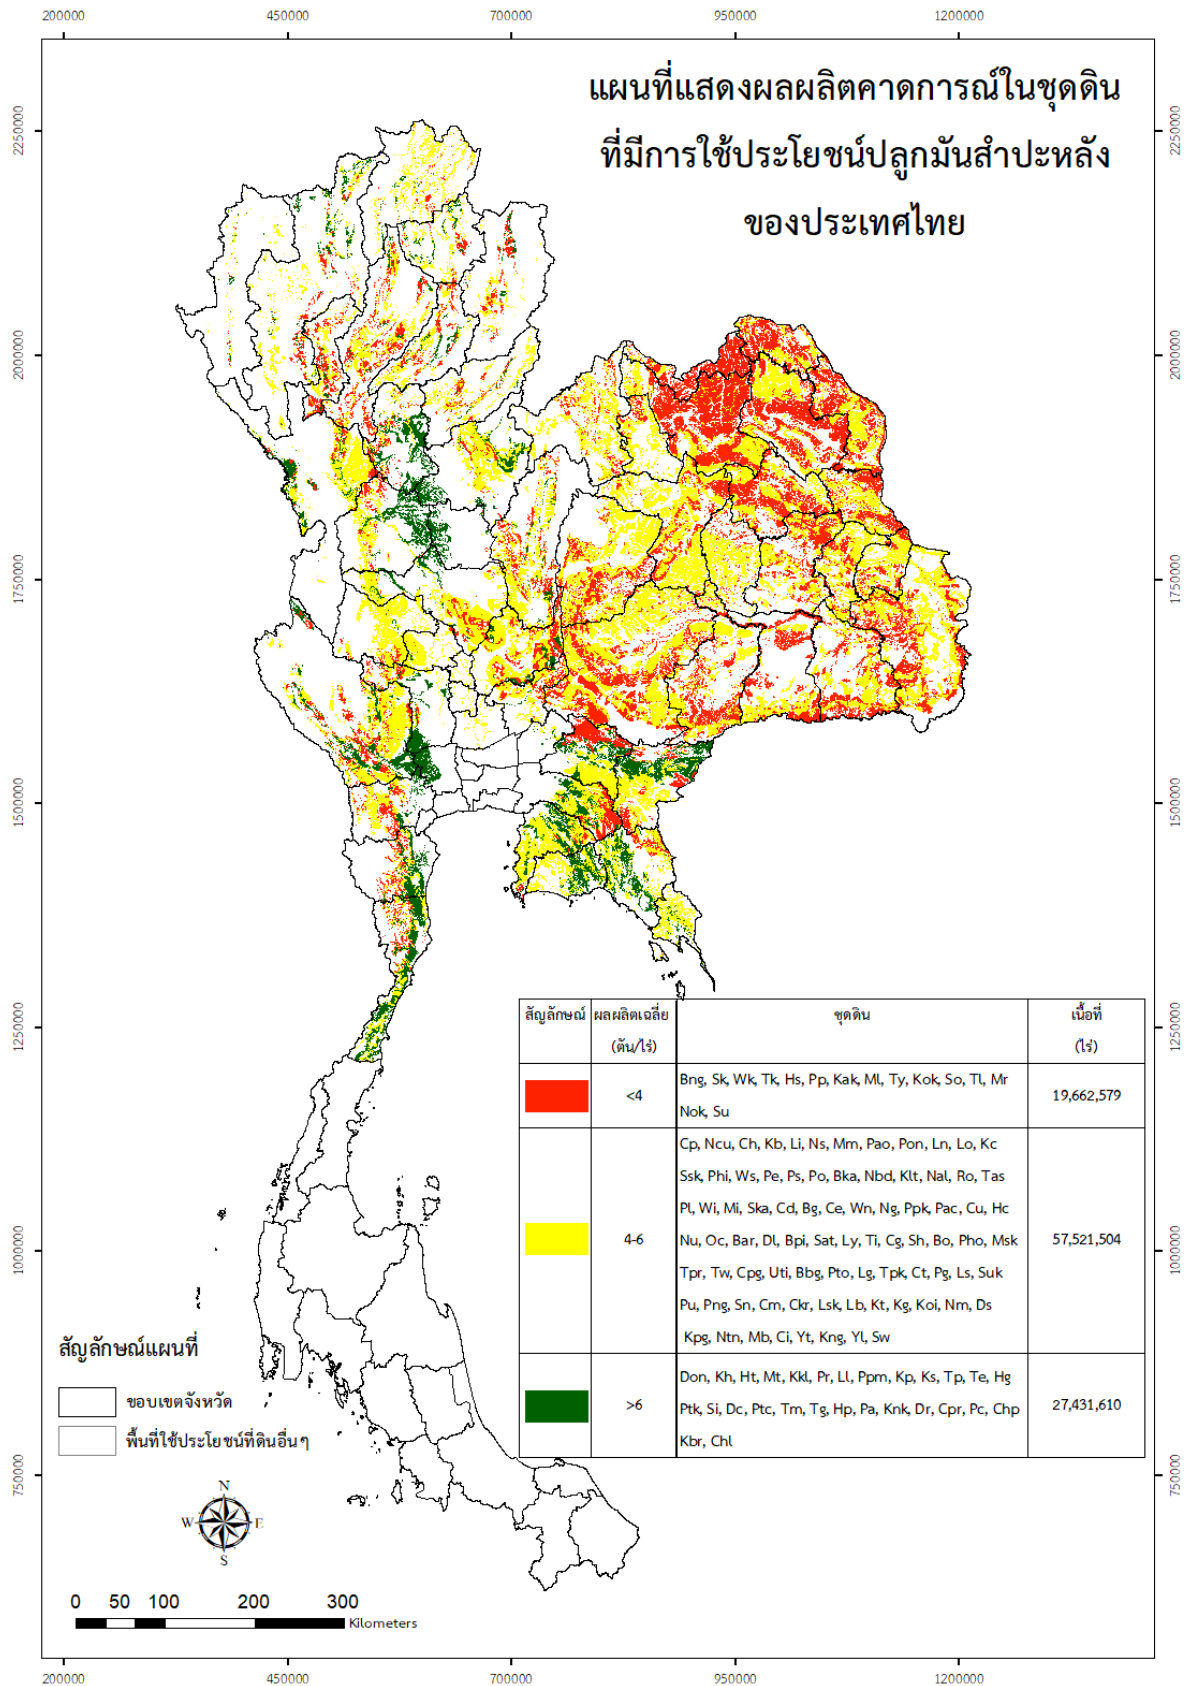 200000 450000 700000 950000 1200000
แผนที่แสดงผลผลิตคาดการณ์ในชุดดิน
ที่มีการใช้ประโยชน์ปลูกมันสำปะหลัง
ของประเทศไทย
2250000 2250000
2000000 2000000
1750000 1750000
1500000 1500000
1250000 1250000
1000000 1000000
750000 750000
สัญลักษณ์ ผลผลิตเฉลี่ย ชุดดิน เนื้อที่
(ตัน/ไร่) (ไร่)
<4
Bng, Sk, Wk, Tk, Hs, Pp, Kak, Ml, Ty, Kok, So, Tl, Mr
Nok, Su
19,662,579
4-6
Cp, Ncu, Ch, Kb, Li, Ns, Mm, Pao, Pon, Ln, Lo, Kc
Ssk, Phi, Ws, Pe, Ps, Po, Bka, Nbd, Klt, Nal, Ro, Tas
Pl, Wi, Mi, Ska, Cd, Bg, Ce, Wn, Ng, Ppk, Pac, Cu, Hc
Nu, Oc, Bar, Dl, Bpi, Sat, Ly, Ti, Cg, Sh, Bo, Pho, Msk
Tpr, Tw, Cpg, Uti, Bbg, Pto, Lg, Tpk, Ct, Pg, Ls, Suk
Pu, Png, Sn, Cm, Ckr, Lsk, Lb, Kt, Kg, Koi, Nm, Ds
Kpg, Ntn, Mb, Ci, Yt, Kng, Yl, Sw
57,521,504
>6
Don, Kh, Ht, Mt, Kkl, Pr, Ll, Ppm, Kp, Ks, Tp, Te, Hg
Ptk, Si, Dc, Ptc, Tm, Tg, Hp, Pa, Knk, Dr, Cpr, Pc, Chp
Kbr, Chl
27,431,610
สัญลักษณ์แผนที่
ขอบเขตจังหวัด
พื้นที่ใช้ประโยชน์ที่ดินอื่นๆ
N
W E
S
0 50 100 200 300
Kilometers
200000 450000 700000 950000 1200000